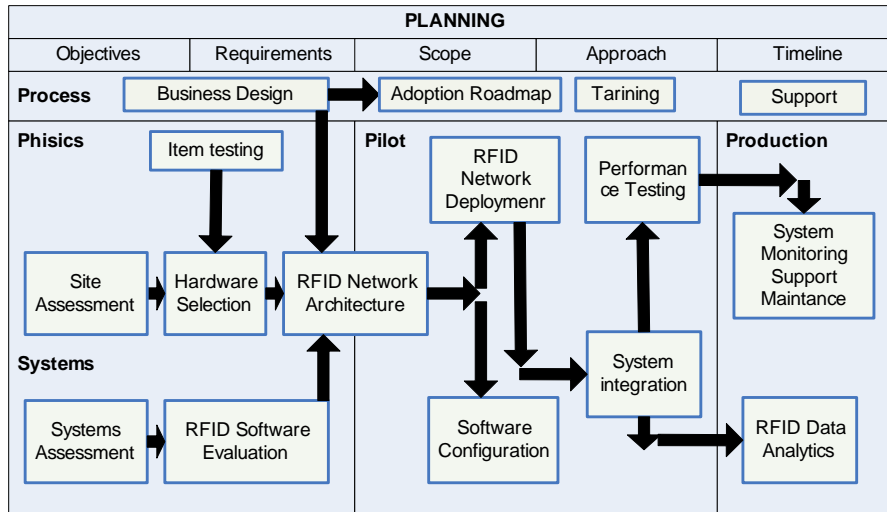 PLANNING
Objectives
Requirements
Scope
Approach
Timeline
Process
Business Design
Adoption Roadmap
Tarining
Support
Phisics
Item testing
Pilot
RFID
Network
Deploymenr
Performan
ce Testing
Production
System
Monitoring
Support
Maintance
Site
Assessment
Hardware
Selection
RFID Network
Architecture
Systems
System
integration
Systems
Assessment
RFID Software
Evaluation
Software
Configuration
RFID Data
Analytics